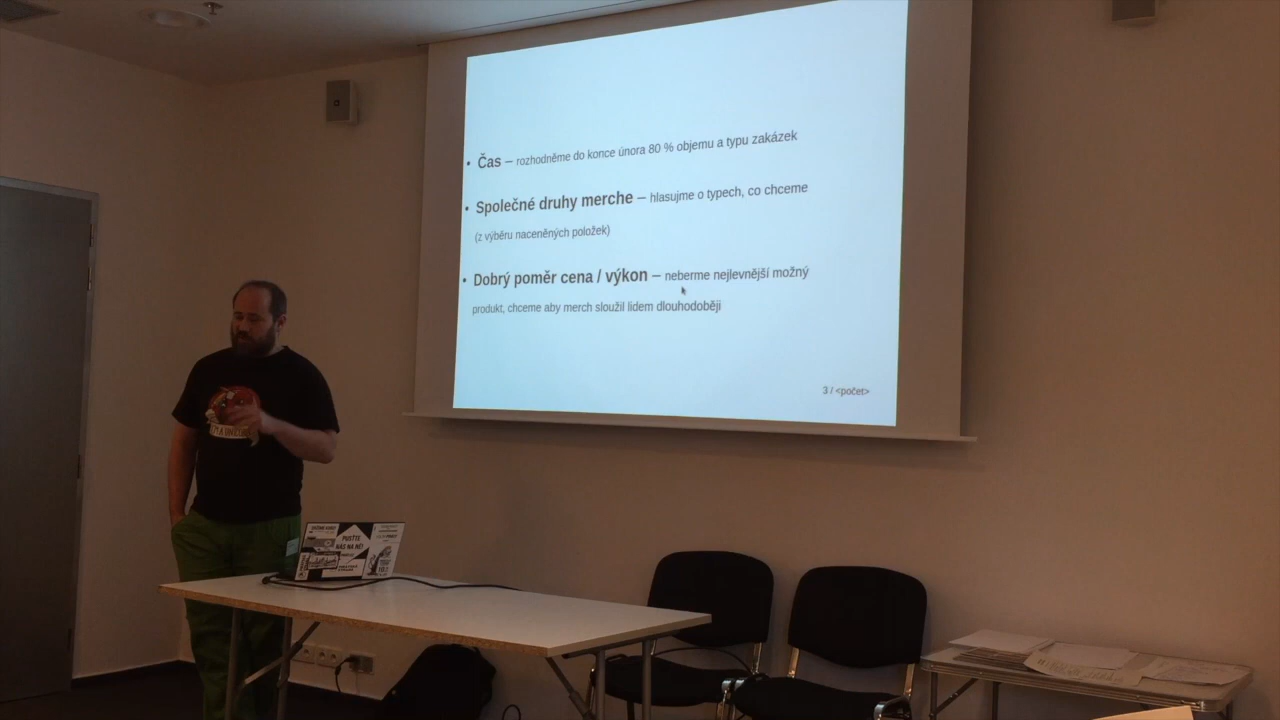 • Čas – rozhodněme do konce února 80 % objemu a typu zakázek
• Společné druhy merche – hlasujme o typech, co chceme
(z výběru naceněných položek)
• Dobrý poměr cena / výkon – neberme nejlevnější možný
produkt, chceme aby merch sloužil lidem dlouhodoběji
3 / <počet>
I'M A UNICORN
PUSŤTE
NÁS NA NĚ!